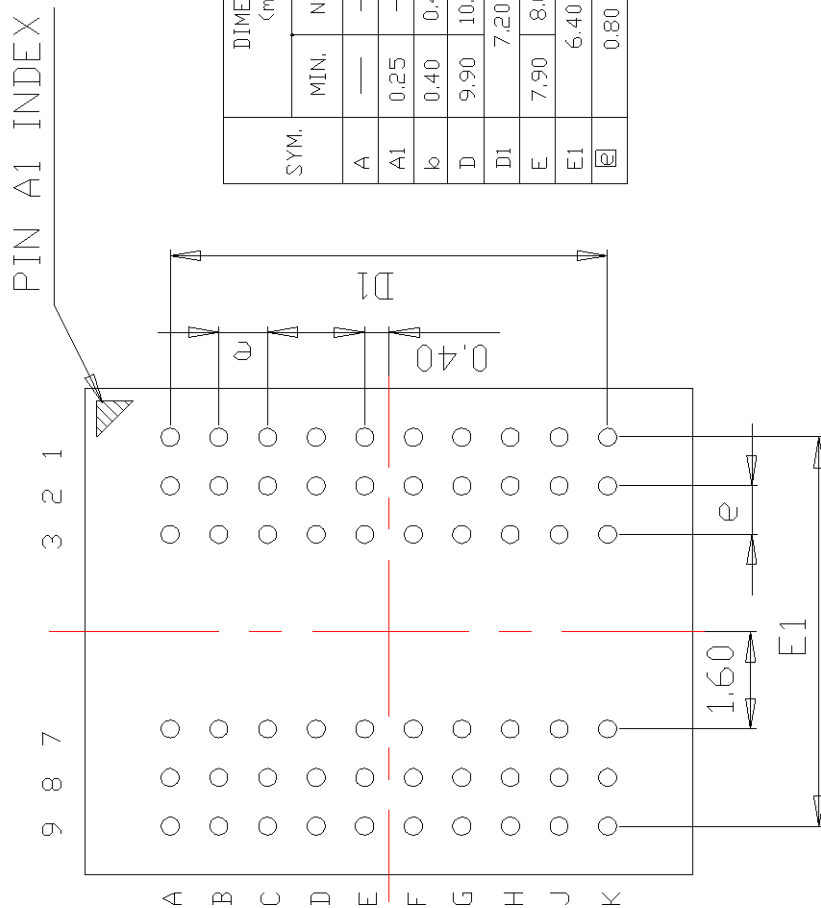 PIN A1 INDEX
SYM.
MIN.
A —
A1 0.25
b 0.40
D 9.90
D1 7.20
E 7.90
E1 6.40
e 0.80
D1
e
0.40
1
2
3
7
8
9
e
1.60
E1
A
B
C
D
E
F
G
H
J
K